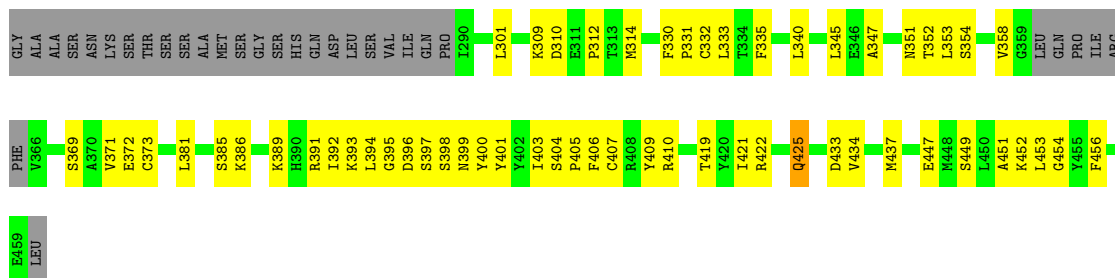 GLY ALA ALA SER ASN LYS SER THR SER SER ALA MET SER GLY SER HIS GLN ASP LEU SER VAL ILE GLN PRO I290 L301 K309 D310 E311 P312 T313 M314 F330 P331 C332 L333 T334 F335 L340 L345 E346 A347 N351 T352 L353 S354 V358 G359 LEU GLN PRO ILE ARG
PHE V366 S369 A370 V371 E372 C373 L381 S385 K386 K389 H390 R391 I392 K393 L394 G395 D396 S397 S398 N399 Y400 Y401 Y402 I403 S404 P405 F406 C407 R408 Y409 R410 T419 Y420 I421 R422 Q425 D433 V434 M437 E447 M448 S449 L450 A451 K452 L453 G454 Y455 F456
E459 LEU